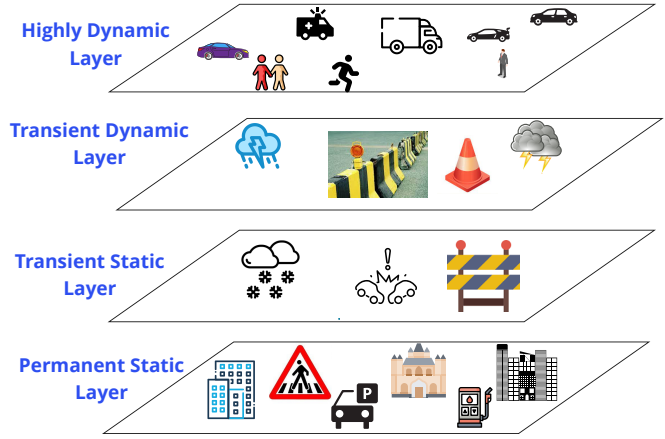 Highly Dynamic
Layer
Transient Dynamic
Layer
Transient Static
Layer
Permanent Static
Layer
P